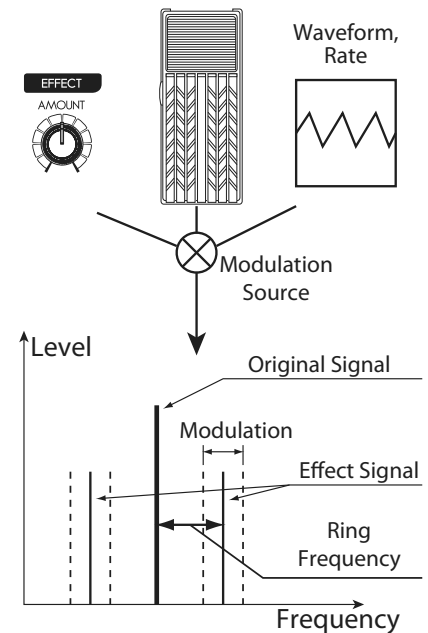 Waveform,
Rate
EFFECT
AMOUNT
Modulation
Source
Level
Original Signal
Modulation
Effect Signal
Ring
Frequency
Frequency